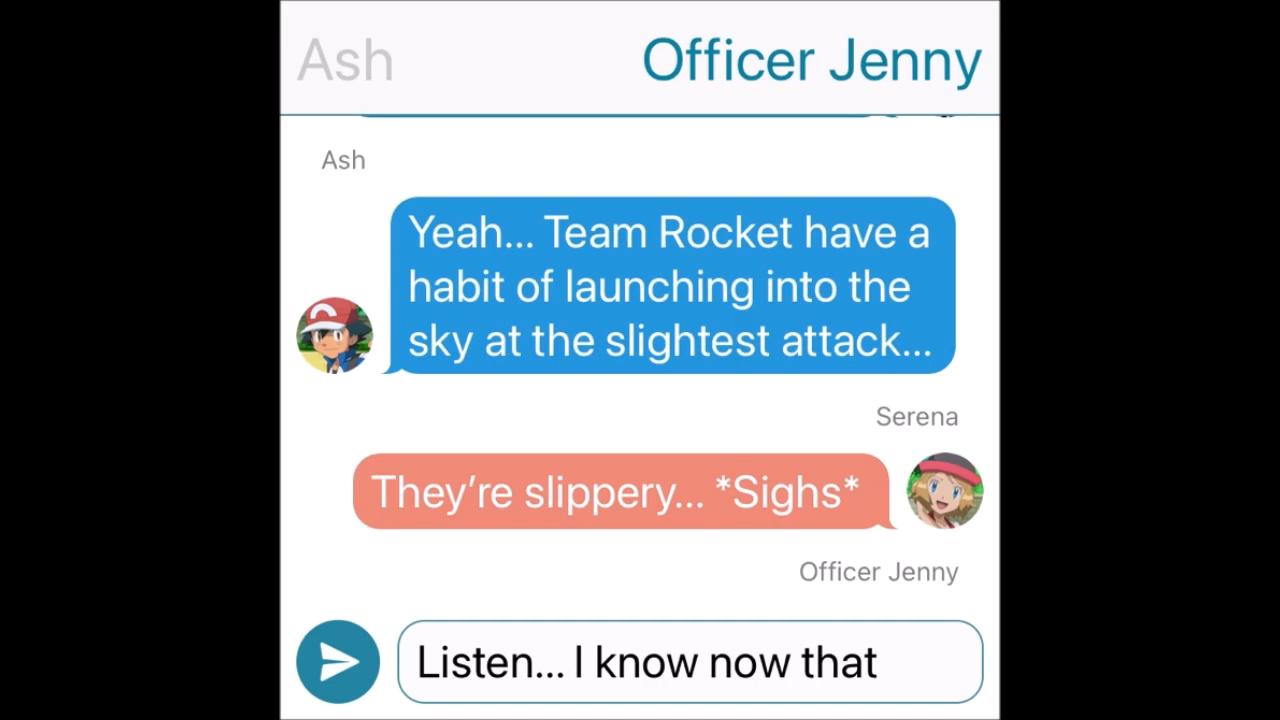 Ash
Officer Jenny
Ash
Yeah... Team Rocket have a
habit of launching into the
sky at the slightest attack...
Serena
They’re slippery... *Sighs*
Officer Jenny
Listen... I know now that